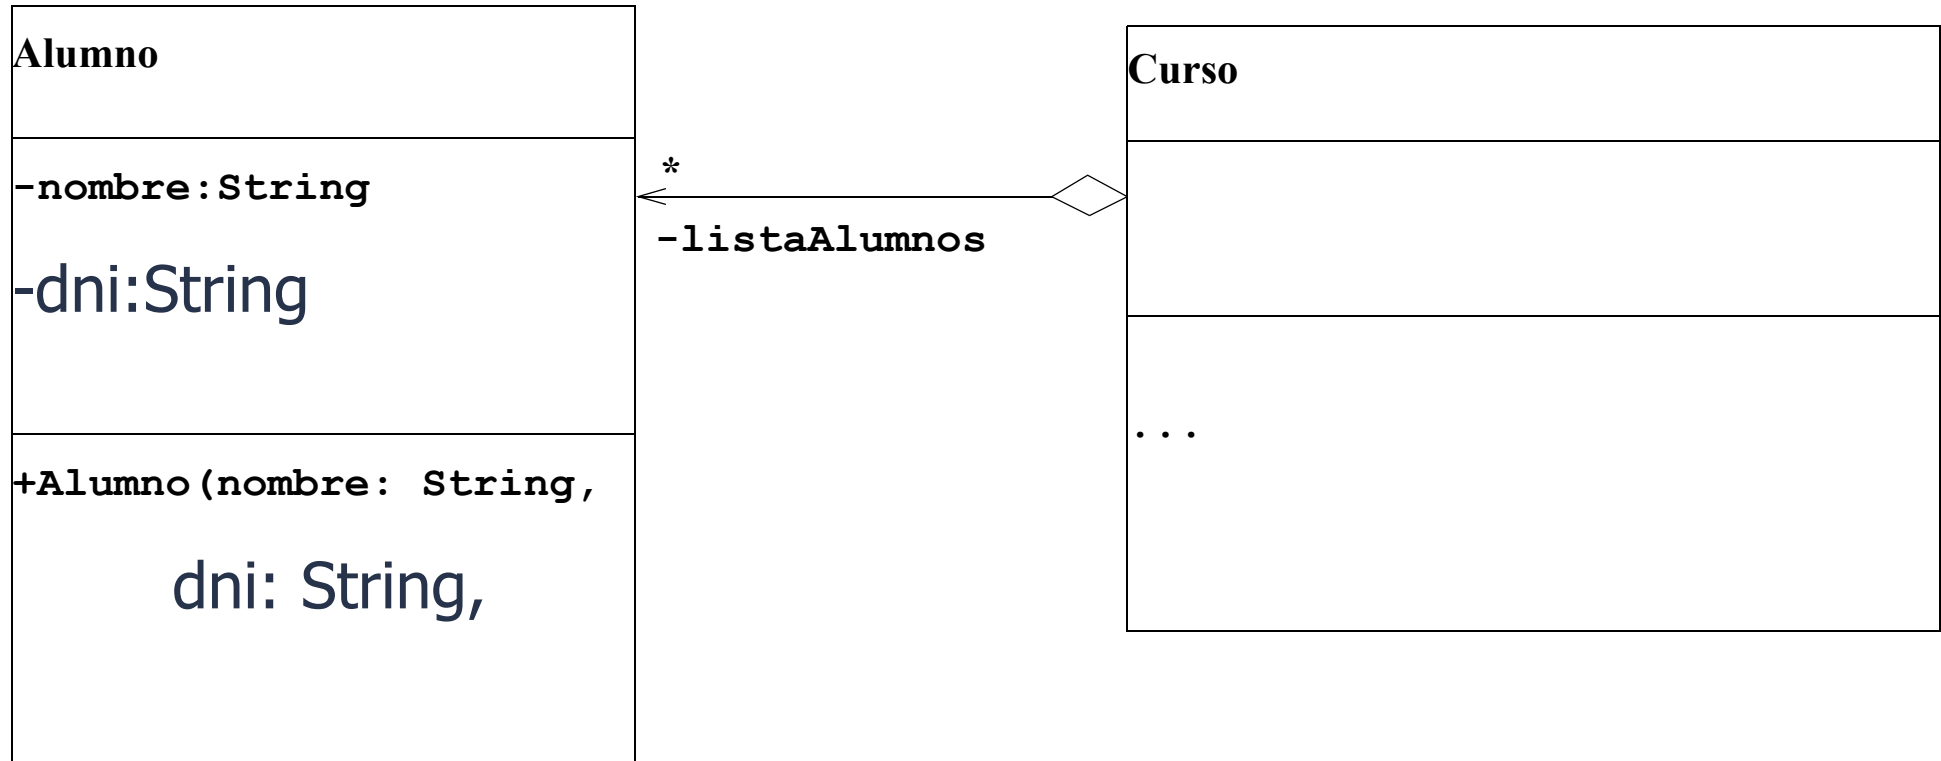 Alumno
-nombre:String
-dni:String
+Alumno(nombre: String,
dni: String,
*
-listaAlumnos
Curso
...